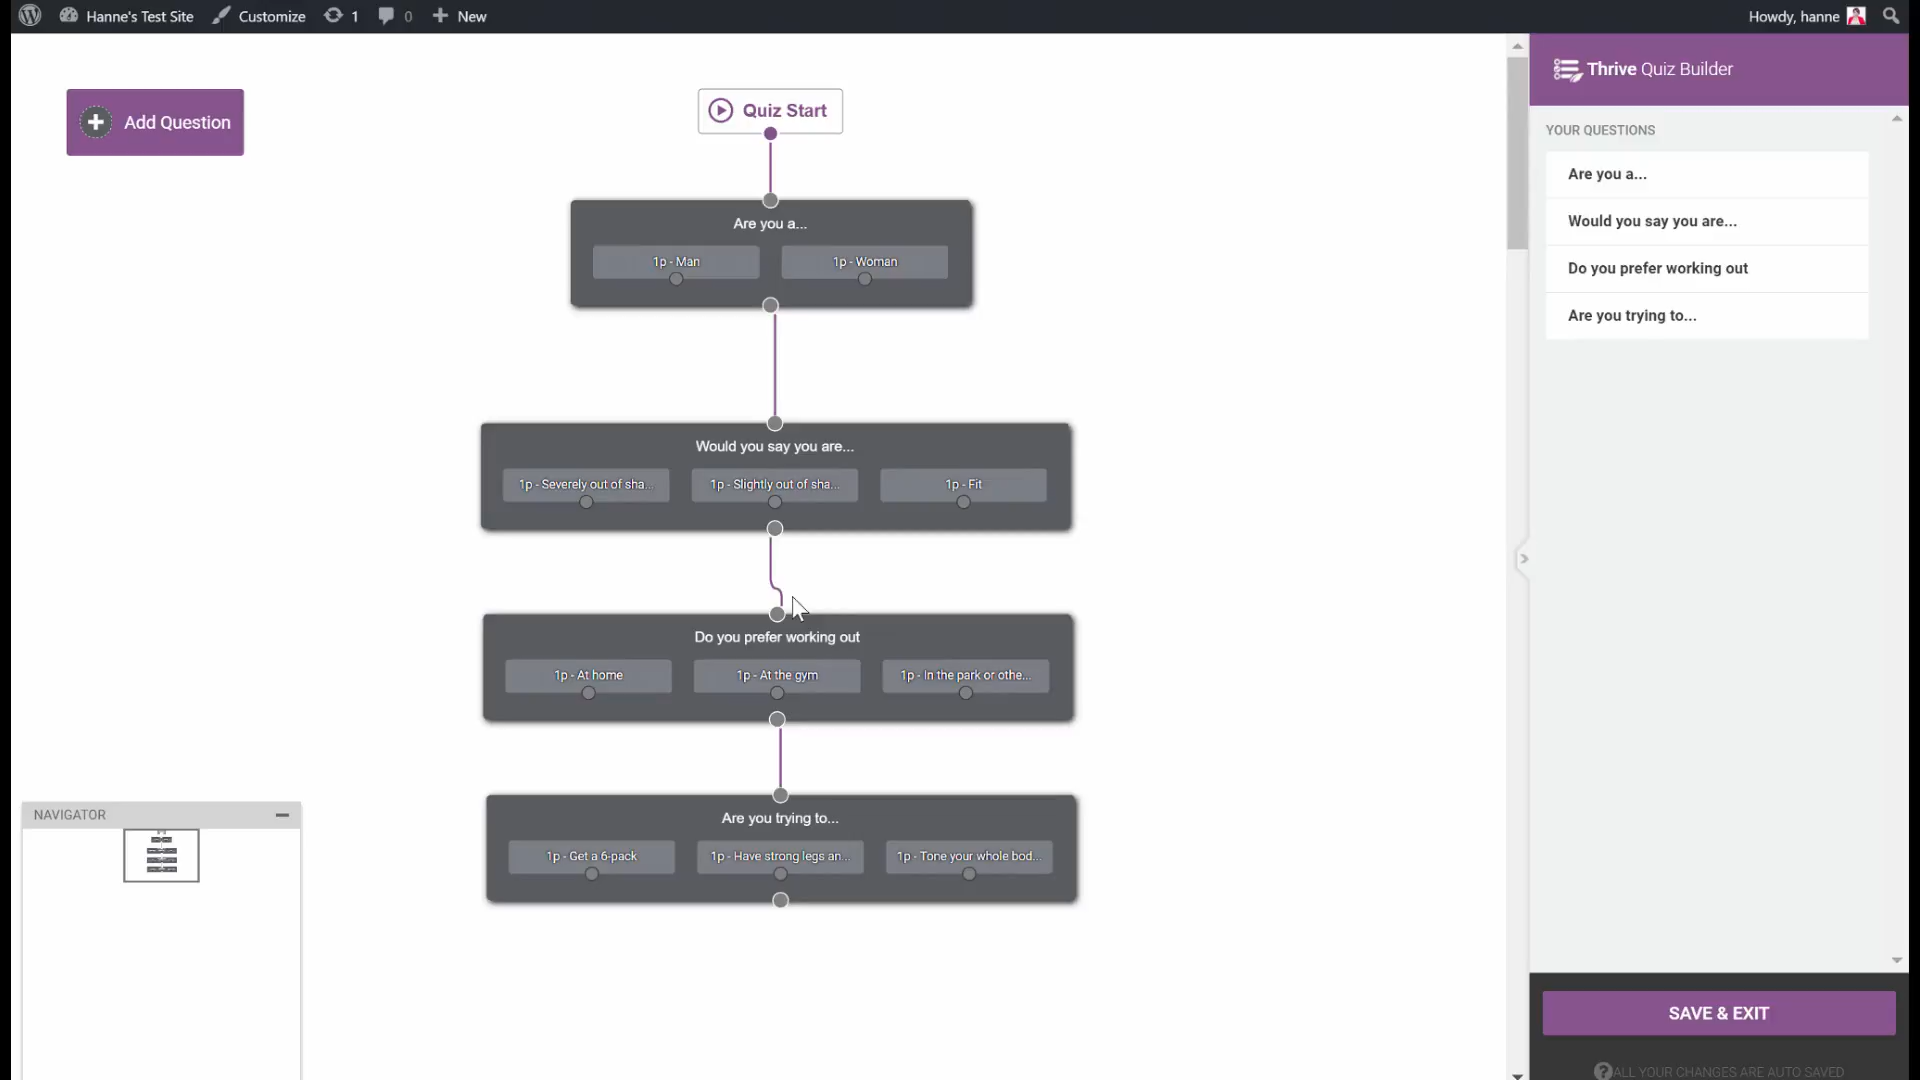 Hanne's Test Site
Customize
1
0
New
Howdy, hanne
Add Question
Quiz Start
Are you a...
1p - Man
1p - Woman
Would you say you are...
1p - Severely out of sha...
1p - Slightly out of sha...
1p - Fit
Do you prefer working out
1p - At home
1p - At the gym
1p - In the park or othe...
Are you trying to...
1p - Get a 6-pack
1p - Have strong legs an...
1p - Tone your whole bod...
NAVIGATOR
Thrive Quiz Builder
YOUR QUESTIONS
Are you a...
Would you say you are...
Do you prefer working out
Are you trying to...
SAVE & EXIT
ALL YOUR CHANGES ARE AUTO SAVED